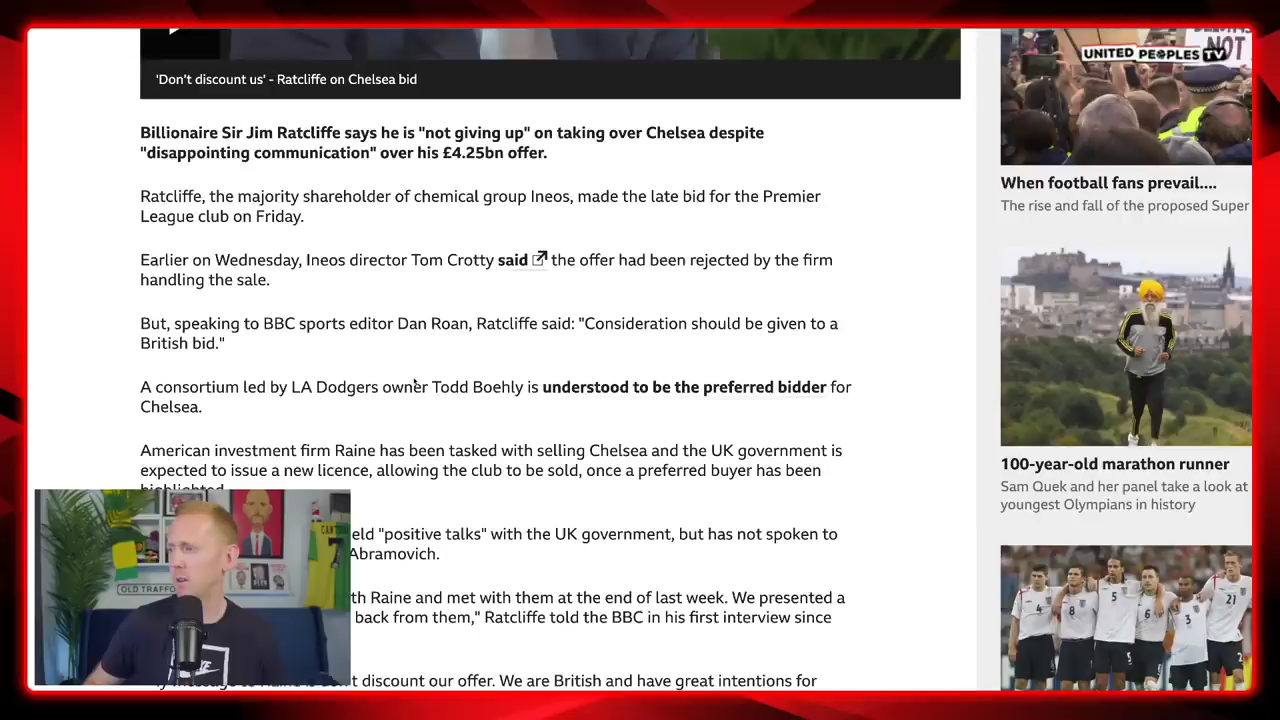 'Don't discount us' - Ratcliffe on Chelsea bid
Billionaire Sir Jim Ratcliffe says he is "not giving up" on taking over Chelsea despite
"disappointing communication" over his £4.25bn offer.
Ratcliffe, the majority shareholder of chemical group Ineos, made the late bid for the Premier
League club on Friday.
Earlier on Wednesday, Ineos director Tom Crotty said the offer had been rejected by the firm
handling the sale.
But, speaking to BBC sports editor Dan Roan, Ratcliffe said: "Consideration should be given to a
British bid."
A consortium led by LA Dodgers owner Todd Boehly is understood to be the preferred bidder for
Chelsea.
American investment firm Raine has been tasked with selling Chelsea and the UK government is
expected to issue a new licence, allowing the club to be sold, once a preferred buyer has been
highlighted.
eld "positive talks" with the UK government, but has not spoken to
Abramovich.
th Raine and met with them at the end of last week. We presented a
back from them," Ratcliffe told the BBC in his first interview since
discount our offer. We are British and have great intentions for
UNITED PEOPLES TV
NOT
When football fans prevail....
The rise and fall of the proposed Super
100-year-old marathon runner
Sam Quek and her panel take a look at
youngest Olympians in history
4
8
5
6
3
21
OLD TRAFFO
CANTONA
7